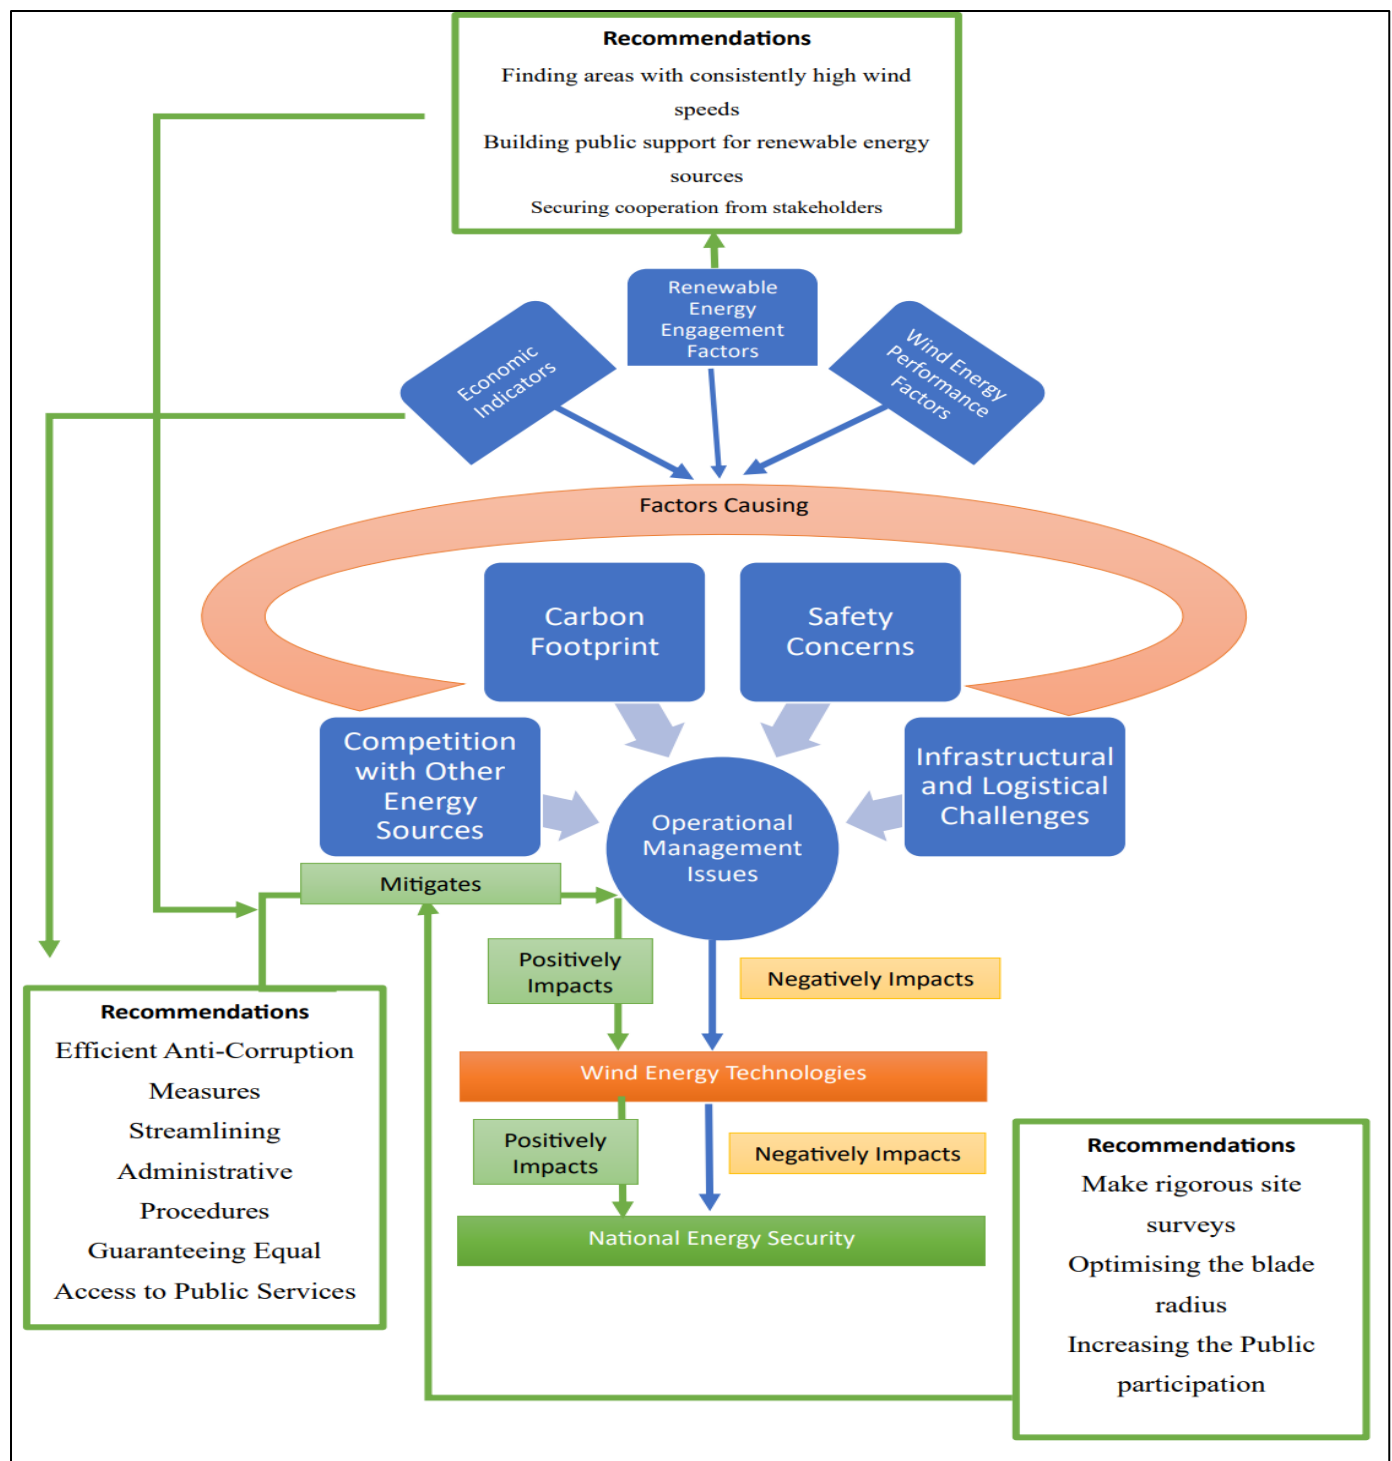 Recommendations
Finding areas with consistently high wind
speeds
Building public support for renewable energy
sources
Securing cooperation from stakeholders
Renewable
Energy
Engagement
Factors
Economic
Indicators
Wind Energy
Performance
Factors
Factors Causing
Carbon
Footprint
Safety
Concerns
Competition
with Other
Energy
Sources
Infrastructural
and Logistical
Challenges
Operational
Management
Issues
Mitigates
Positively
Impacts
Negatively Impacts
Recommendations
Efficient Anti-Corruption
Measures
Streamlining
Administrative
Procedures
Guaranteeing Equal
Access to Public Services
Wind Energy Technologies
Positively
Impacts
Negatively Impacts
National Energy Security
Recommendations
Make rigorous site
surveys
Optimising the blade
radius
Increasing the Public
participation